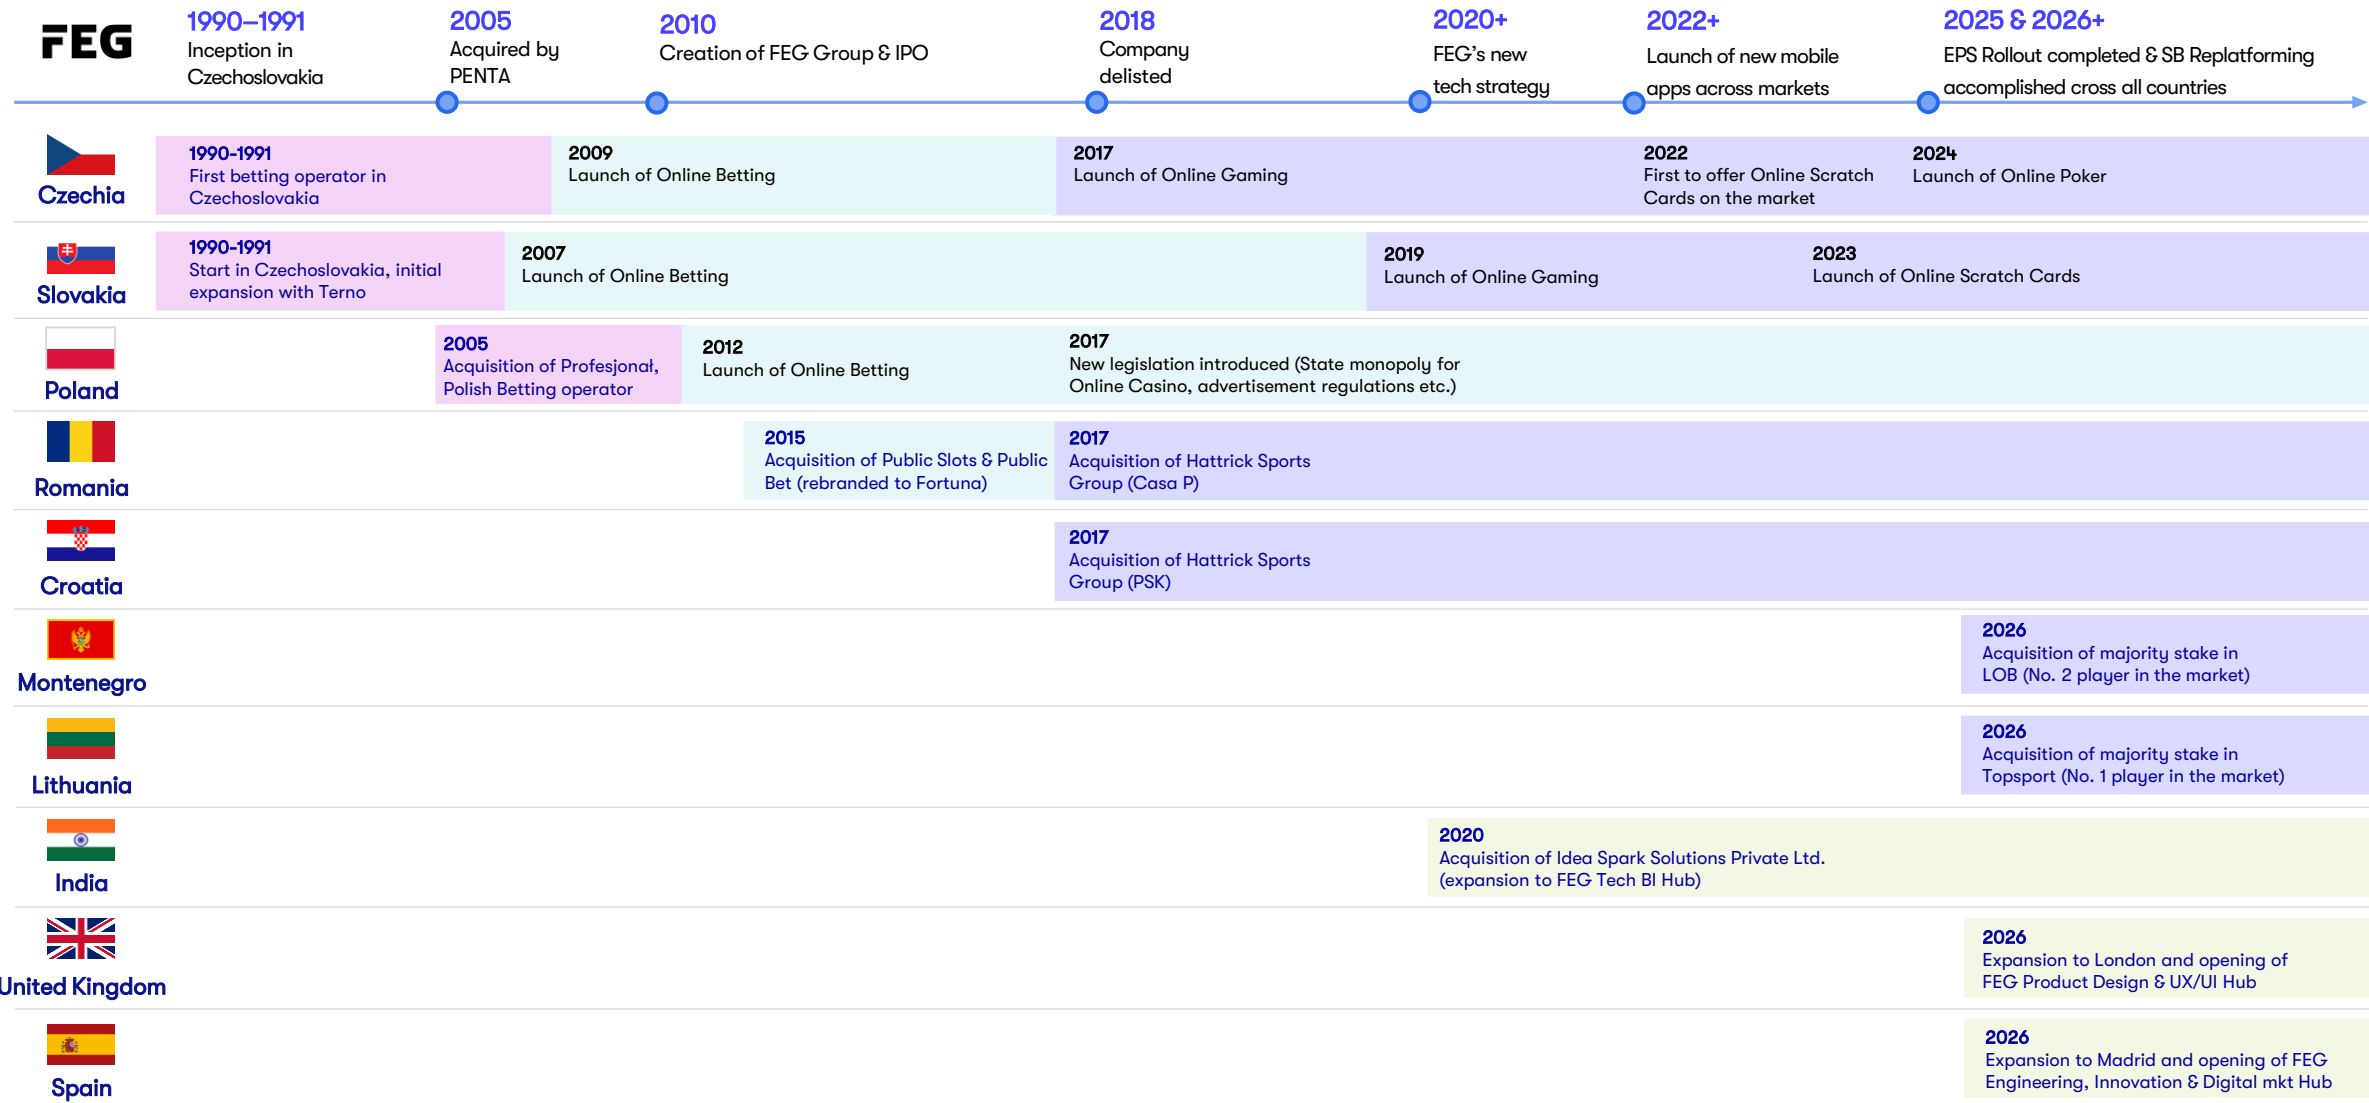 FEG
1990–1991
Inception in
Czechoslovakia
2005
Acquired by
PENTA
2010
Creation of FEG Group & IPO
2018
Company
delisted
2020+
FEG's new
tech strategy
2022+
Launch of new mobile
apps across markets
2025 & 2026+
EPS Rollout completed & SB Replatforming
accomplished cross all countries
Czechia
1990-1991
First betting operator in
Czechoslovakia
2009
Launch of Online Betting
2017
Launch of Online Gaming
2022
First to offer Online Scratch
Cards on the market
2024
Launch of Online Poker
Slovakia
1990-1991
Start in Czechoslovakia, initial
expansion with Terno
2007
Launch of Online Betting
2019
Launch of Online Gaming
2023
Launch of Online Scratch Cards
Poland
2005
Acquisition of Profesjonał,
Polish Betting operator
2012
Launch of Online Betting
2017
New legislation introduced (State monopoly for
Online Casino, advertisement regulations etc.)
Romania
2015
Acquisition of Public Slots & Public
Bet (rebranded to Fortuna)
2017
Acquisition of Hattrick Sports
Group (Casa P)
Croatia
2017
Acquisition of Hattrick Sports
Group (PSK)
Montenegro
2026
Acquisition of majority stake in
LOB (No. 2 player in the market)
Lithuania
2026
Acquisition of majority stake in
Topsport (No. 1 player in the market)
India
2020
Acquisition of Idea Spark Solutions Private Ltd.
(expansion to FEG Tech BI Hub)
United Kingdom
2026
Expansion to London and opening of
FEG Product Design & UX/UI Hub
Spain
2026
Expansion to Madrid and opening of FEG
Engineering, Innovation & Digital mkt Hub